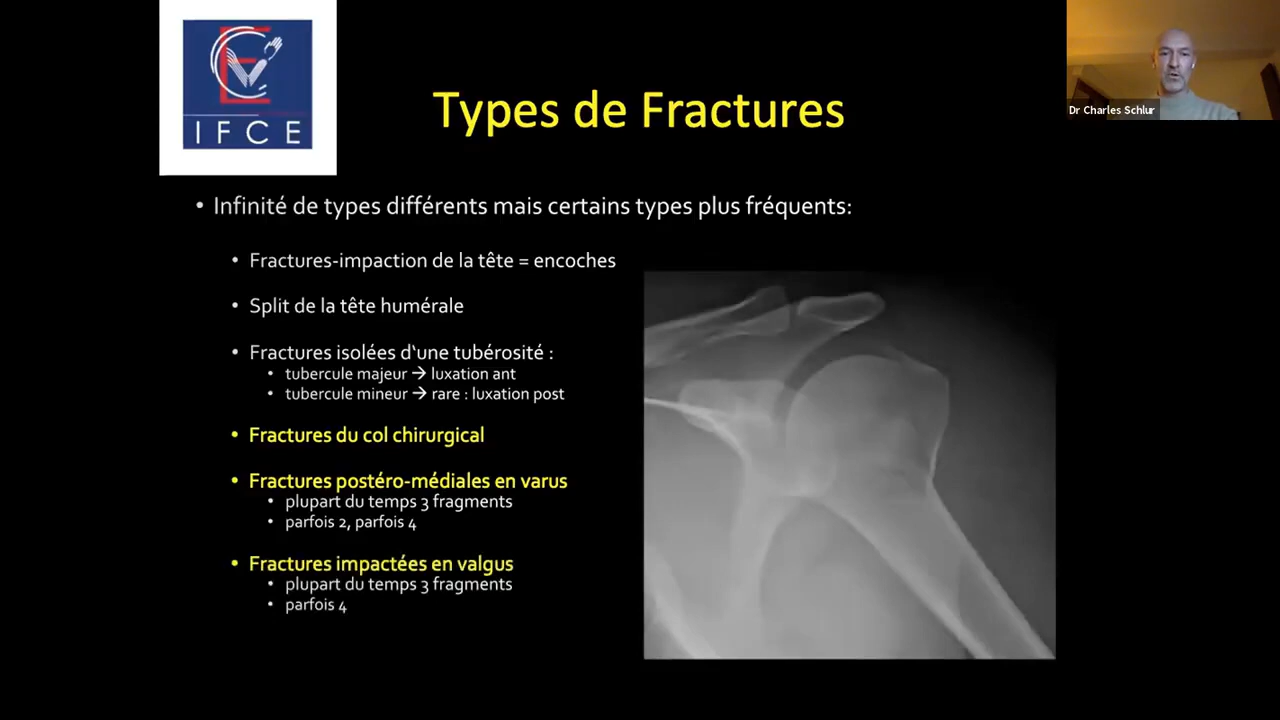 IFCE
Types de Fractures
Dr Charles Schlur
• Infinité de types différents mais certains types plus fréquents:
• Fractures-impaction de la tête = encoches
• Split de la tête humérale
• Fractures isolées d'une tubérosité :
• tubercule majeur → luxation ant
• tubercule mineur → rare : luxation post
• Fractures du col chirurgical
• Fractures postéro-médiales en varus
• plupart du temps 3 fragments
• parfois 2, parfois 4
• Fractures impactées en valgus
• plupart du temps 3 fragments
• parfois 4